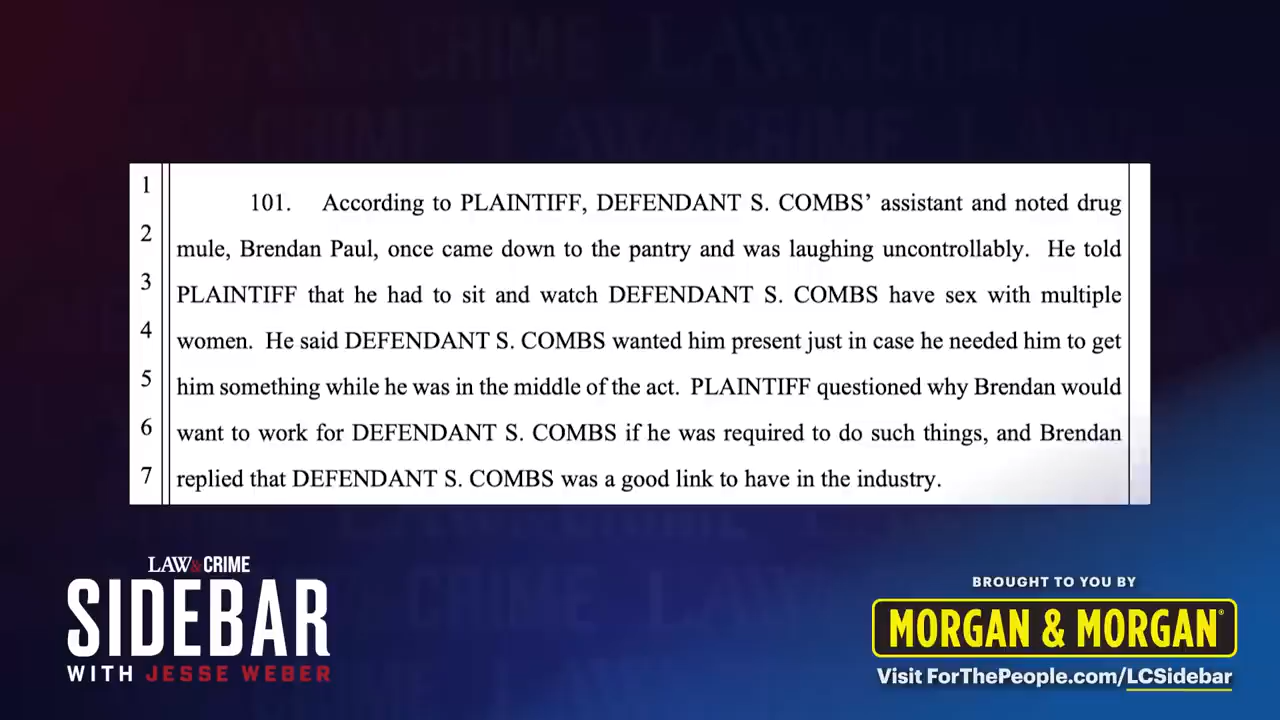 1
101. According to PLAINTIFF, DEFENDANT S. COMBS’ assistant and noted drug
2
mule, Brendan Paul, once came down to the pantry and was laughing uncontrollably. He told
3
PLAINTIFF that he had to sit and watch DEFENDANT S. COMBS have sex with multiple
4
women. He said DEFENDANT S. COMBS wanted him present just in case he needed him to get
5
him something while he was in the middle of the act. PLAINTIFF questioned why Brendan would
6
want to work for DEFENDANT S. COMBS if he was required to do such things, and Brendan
7
replied that DEFENDANT S. COMBS was a good link to have in the industry.
LAW&CRIME
SIDEBAR
WITH JESSE WEBER
BROUGHT TO YOU BY
MORGAN & MORGAN®
Visit ForThePeople.com/LCSidebar